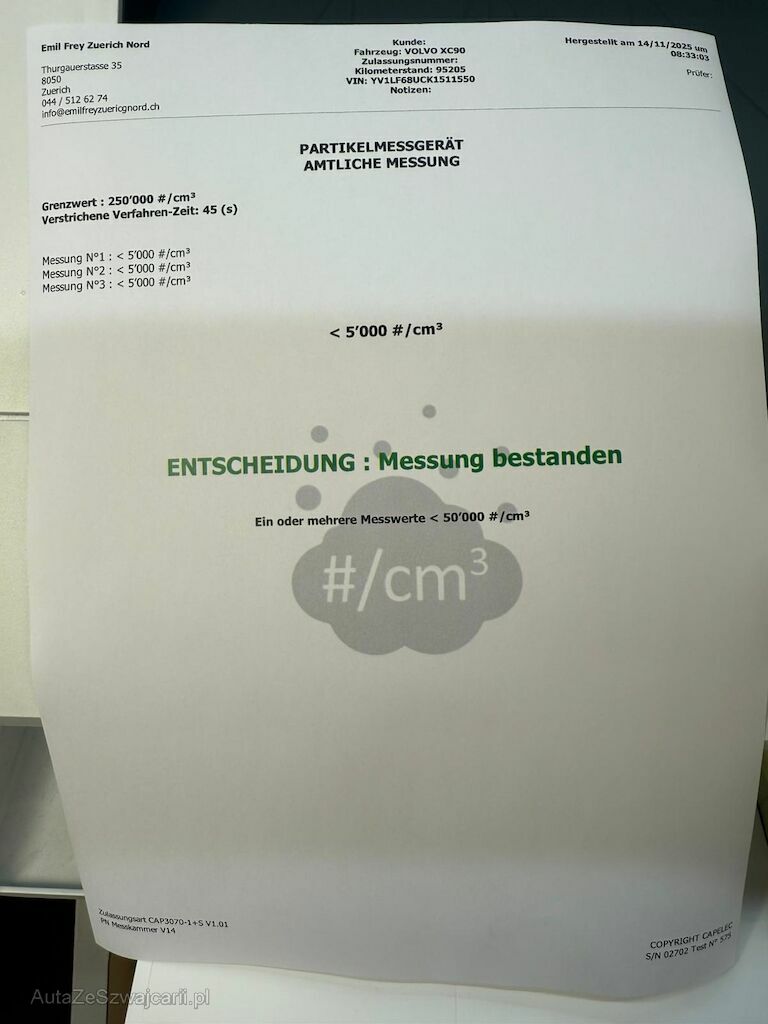 Emil Frey Zuerich Nord
Thurgauerstasse 35
8050
Zuerich
044 / 512 62 74
info@emilfreyzuericgnord.ch
Kunde:
Fahrzeug: VOLVO XC90
Zulassungsnummer:
Kilometerstand: 95205
VIN: YV1LF68UCK1511550
Notizen:
Hergestellt am 14/11/2025 um
08:33:03
Prüfer:
PARTIKELMESSGERÄT
AMTLICHE MESSUNG
Grenzwert : 250'000 #/cm³
Verstrichene Verfahren-Zeit: 45 (s)
Messung N°1 : < 5'000 #/cm³
Messung N°2 : < 5'000 #/cm³
Messung N°3 : < 5'000 #/cm³
< 5'000 #/cm³
ENTSCHEIDUNG : Messung bestanden
Ein oder mehrere Messwerte < 50'000 #/cm³
#/cm³
Zulassungsart CAP3070-1+S V1.01
PN Messkammer V14
COPYRIGHT CAPELEC
S/N 02702 Test N° 575
AutaZeSzwajcarii.pl